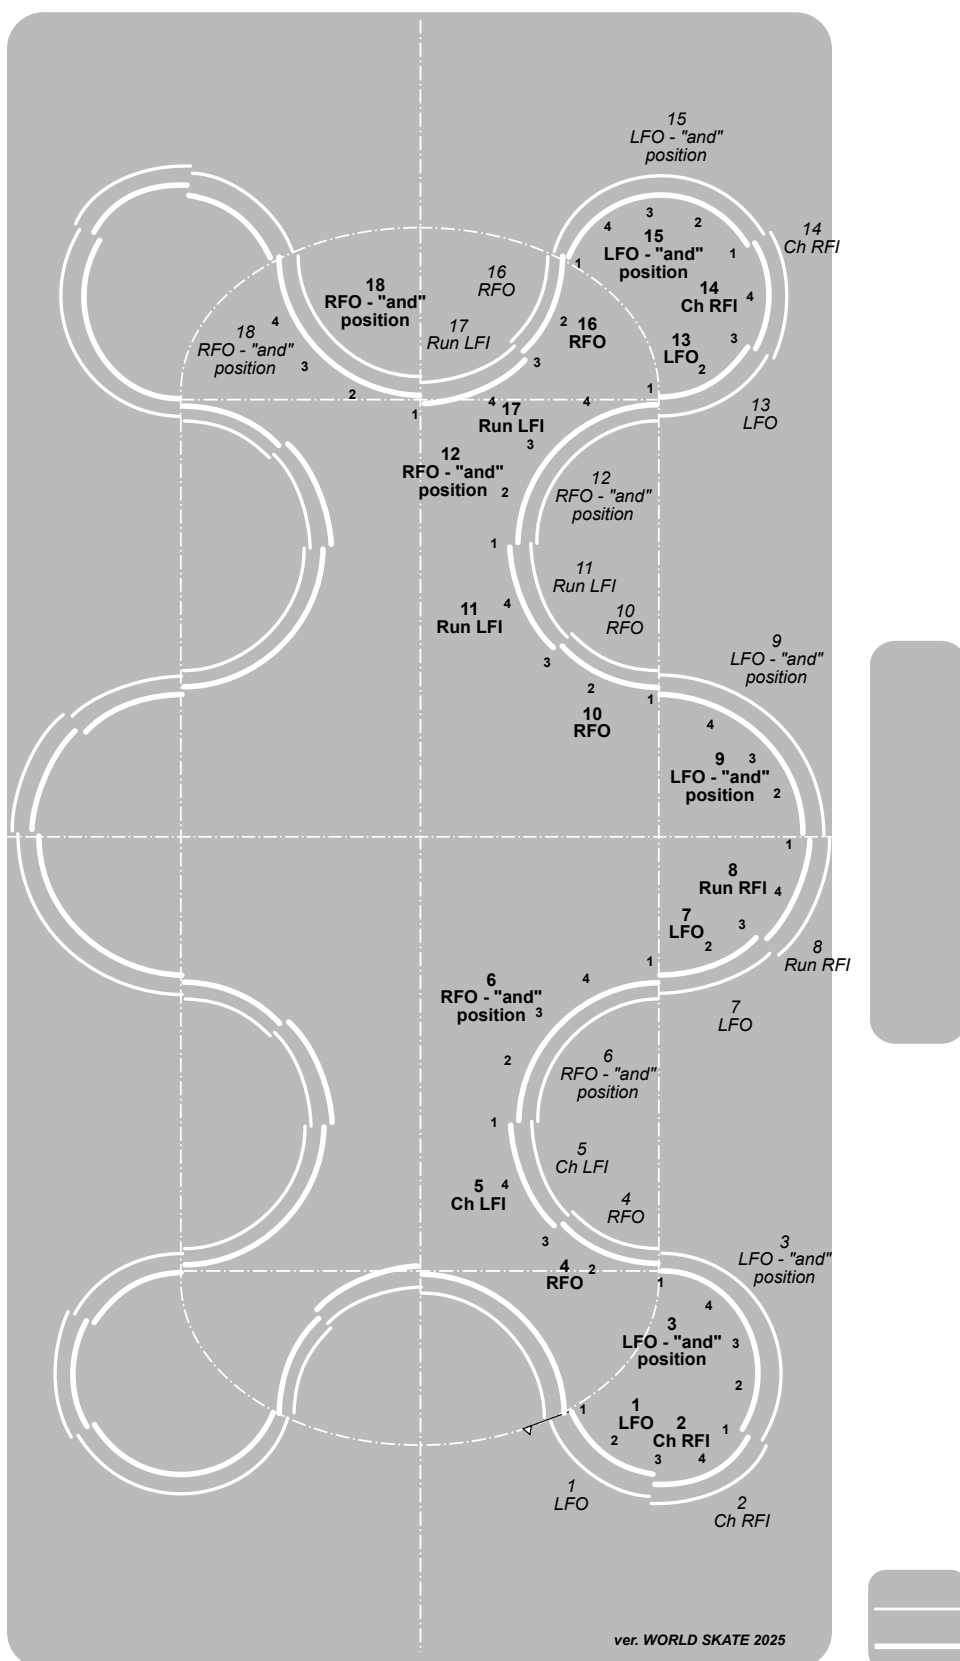 15
LFO - "and"
position
14
Ch RFI
3
2
4
15
LFO - "and"
position
1
1
16
RFO
18
RFO - "and"
position
14
Ch RFI
4
4
18
RFO - "and"
position
17
Run LFI
2
16
RFO
13
LFO
3
3
3
2
2
1
1
4
17
Run LFI
4
13
LFO
3
12
RFO - "and"
position
2
12
RFO - "and"
position
1
11
Run LFI
4
11
Run LFI
10
RFO
3
2
1
10
RFO
9
LFO - "and"
position
4
9
LFO - "and"
position
3
2
1
8
Run RFI
4
7
LFO
3
2
1
8
Run RFI
6
RFO - "and"
position
4
3
7
LFO
2
6
RFO - "and"
position
1
5
Ch LFI
4
5
Ch LFI
4
RFO
3
2
4
RFO
1
3
LFO - "and"
position
4
3
LFO - "and"
position
3
2
1
1
LFO
2
2
Ch RFI
1
3
4
1
LFO
2
Ch RFI
ver. WORLD SKATE 2025